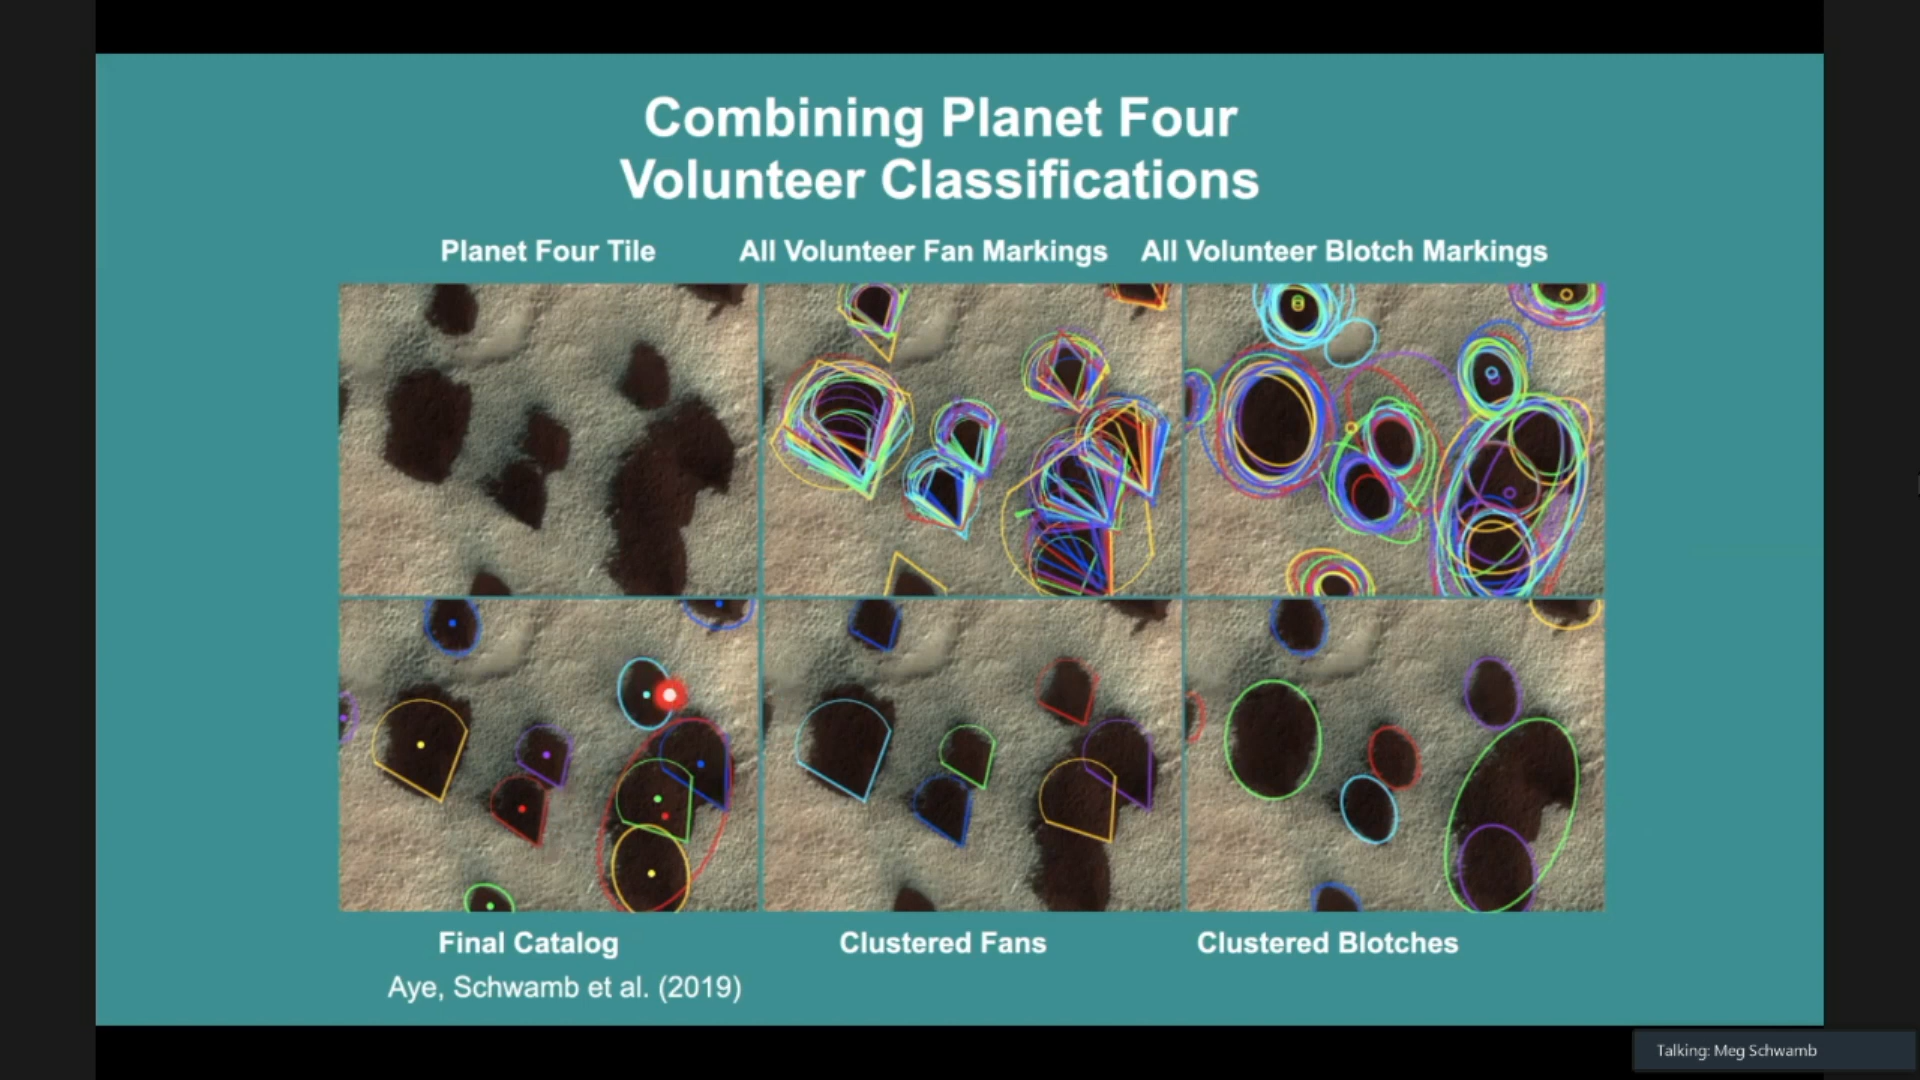 Combining Planet Four
Volunteer Classifications
Planet Four Tile
All Volunteer Fan Markings
All Volunteer Blotch Markings
Final Catalog
Clustered Fans
Clustered Blotches
Aye, Schwamb et al. (2019)
Talking: Meg Schwamb